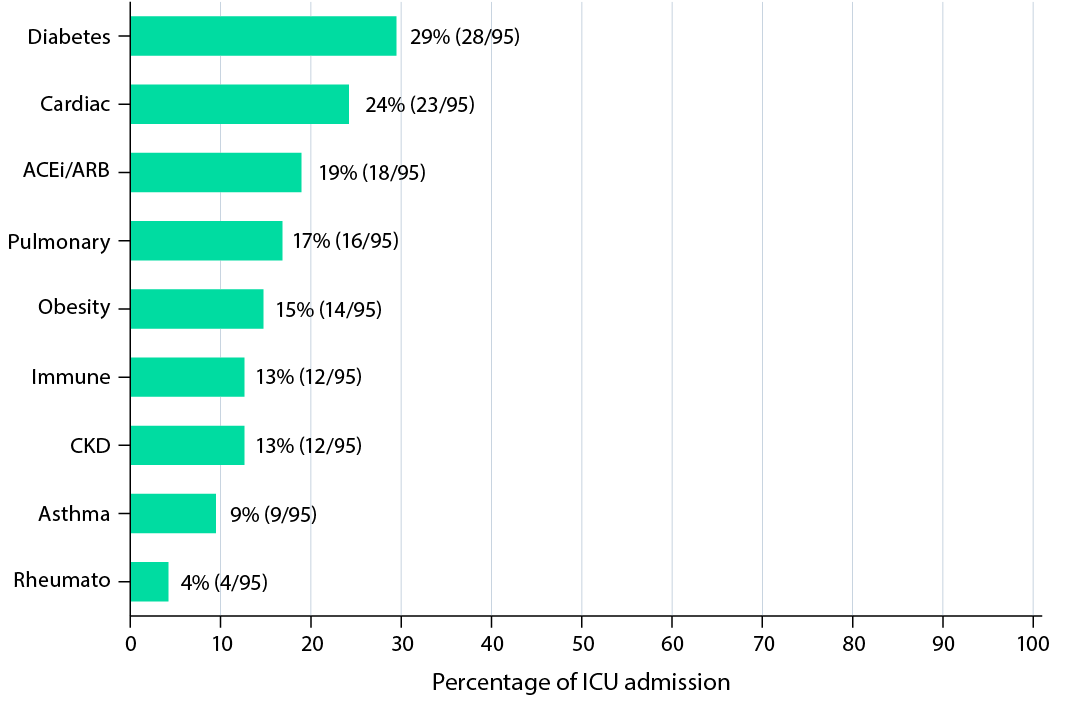 Diabetes 29% (28/95)
Cardiac 24% (23/95)
ACEi/ARB 19% (18/95)
Pulmonary 17% (16/95)
Obesity 15% (14/95)
Immune 13% (12/95)
CKD 13% (12/95)
Asthma 9% (9/95)
Rheumato 4% (4/95)
0 10 20 30 40 50 60 70 80 90 100
Percentage of ICU admission